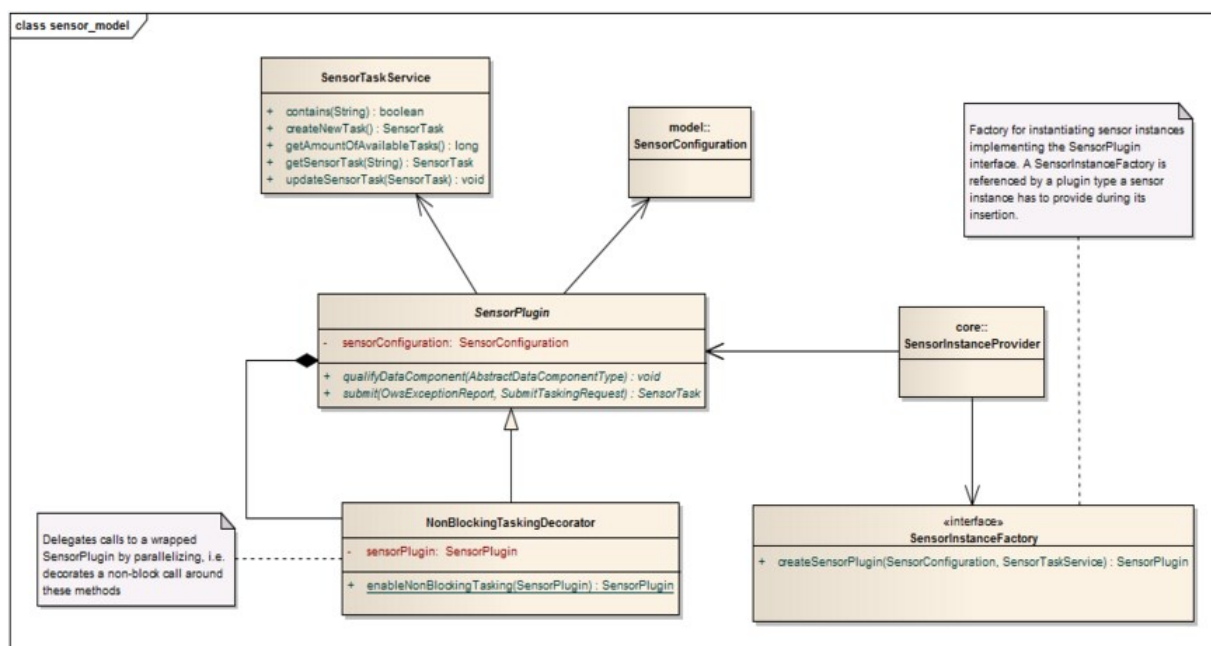 class sensor_model
SensorTaskService
+ contains(String) : boolean
+ createNewTask() : SensorTask
+ getAmountOfAvailableTasks() : long
+ getSensorTask(String) : SensorTask
+ updateSensorTask(SensorTask) : void
model::
SensorConfiguration
Factory for instantiating sensor instances
implementing the SensorPlugin
interface. A SensorInstanceFactory is
referenced by a plugin type a sensor
instance has to provide during its
insertion.
SensorPlugin
- sensorConfiguration: SensorConfiguration
+ qualifyDataComponent(AbstractDataComponentType) : void
+ submit(OwsExceptionReport, SubmitTaskingRequest) : SensorTask
core::
SensorInstanceProvider
Delegates calls to a wrapped
SensorPlugin by parallelizing, i.e.
decorates a non-block call around
these methods
NonBlockingTaskingDecorator
- sensorPlugin: SensorPlugin
+ enableNonBlockingTasking(SensorPlugin) : SensorPlugin
«interface»
SensorInstanceFactory
+ createSensorPlugin(SensorConfiguration, SensorTaskService) : SensorPlugin